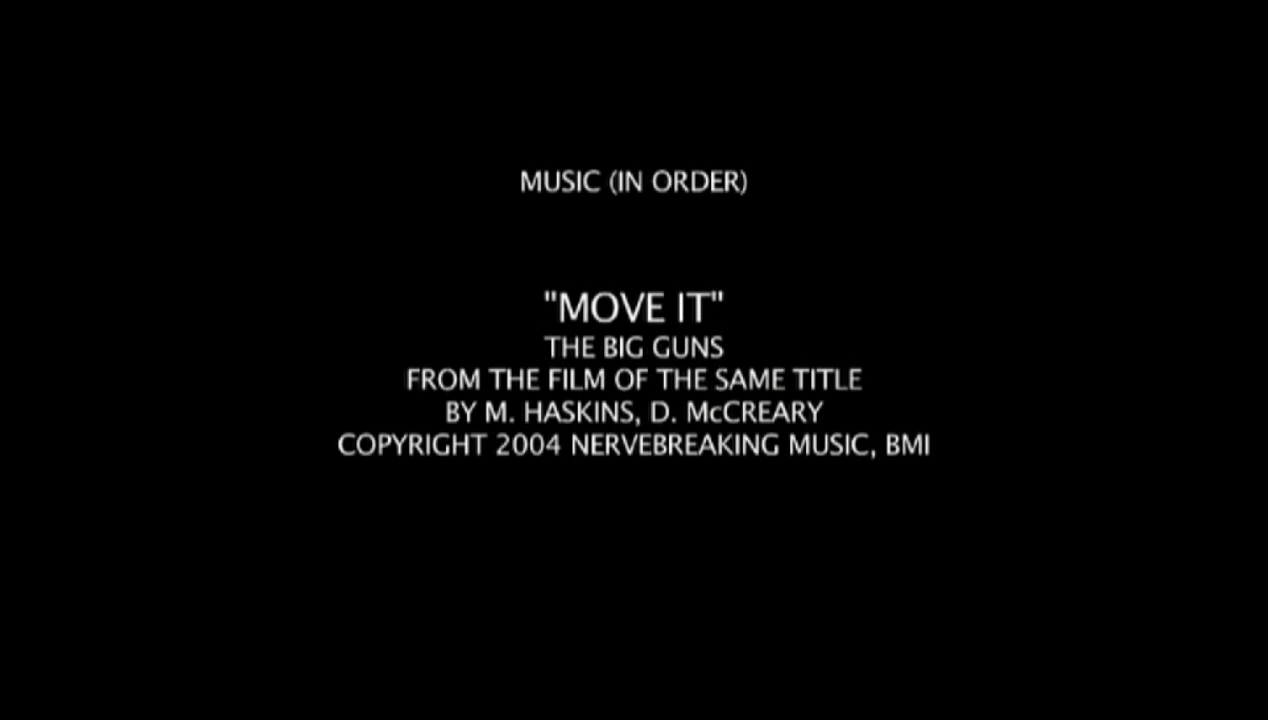 MUSIC (IN ORDER)
"MOVE IT"
THE BIG GUNS
FROM THE FILM OF THE SAME TITLE
BY M. HASKINS, D. McCREARY
COPYRIGHT 2004 NERVEBREAKING MUSIC, BMI